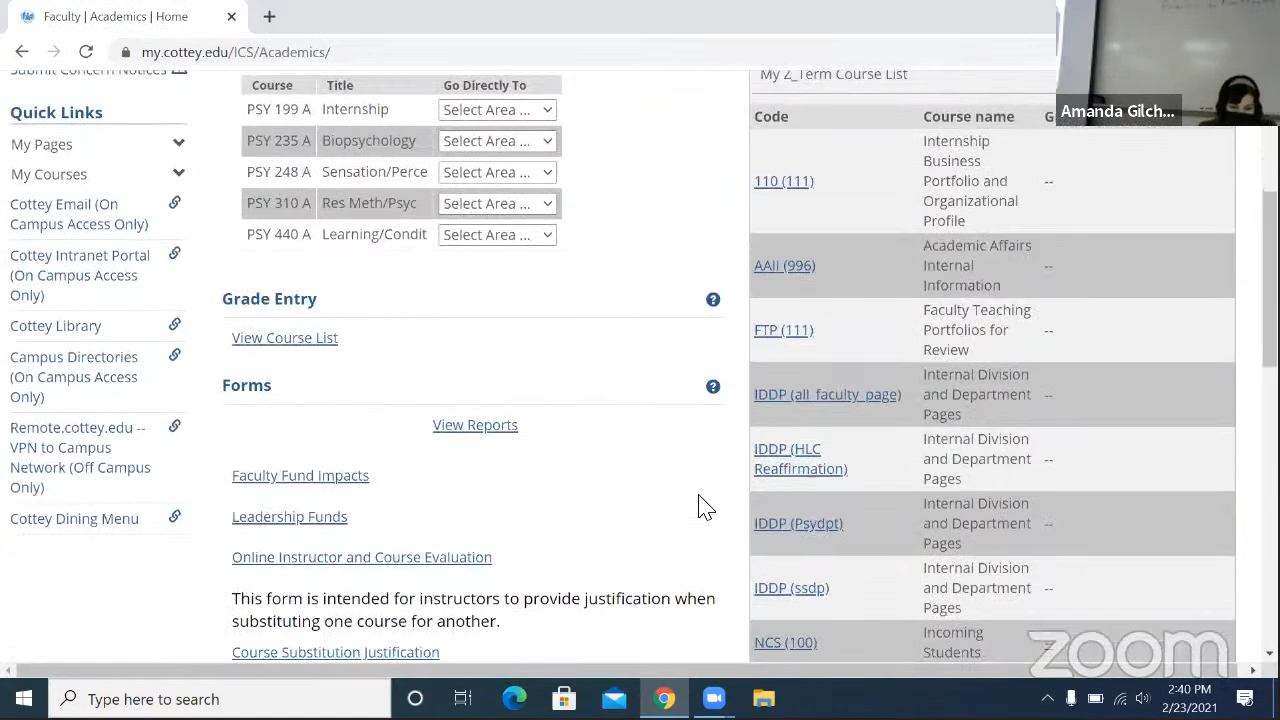 Faculty | Academics | Home
my.cottey.edu/ICS/Academics/
Amanda Gilch...
Submit Concern Notices
Quick Links
My Pages
My Courses
Cottey Email (On
Campus Access Only)
Cottey Intranet Portal
(On Campus Access
Only)
Cottey Library
Campus Directories
(On Campus Access
Only)
Remote.cottey.edu --
VPN to Campus
Network (Off Campus
Only)
Cottey Dining Menu
Course Title Go Directly To
PSY 199 A Internship Select Area ...
PSY 235 A Biopsychology Select Area ...
PSY 248 A Sensation/Perce Select Area ...
PSY 310 A Res Meth/Psyc Select Area ...
PSY 440 A Learning/Condit Select Area ...
Grade Entry
View Course List
Forms
View Reports
Faculty Fund Impacts
Leadership Funds
Online Instructor and Course Evaluation
This form is intended for instructors to provide justification when
substituting one course for another.
Course Substitution Justification
My Z_Term Course List
Code Course name G
110 (111)
Internship
Business
Portfolio and
Organizational
Profile
--
AAII (996)
Academic Affairs
Internal
Information
--
FTP (111)
Faculty Teaching
Portfolios for
Review
--
IDDP (all_faculty_page)
Internal Division
and Department
Pages
--
IDDP (HLC
Reaffirmation)
Internal Division
and Department
Pages
--
IDDP (Psydpt)
Internal Division
and Department
Pages
--
IDDP (ssdp)
Internal Division
and Department
Pages
--
NCS (100)
Incoming
Students
zoom
Type here to search
2:40 PM
2/23/2021